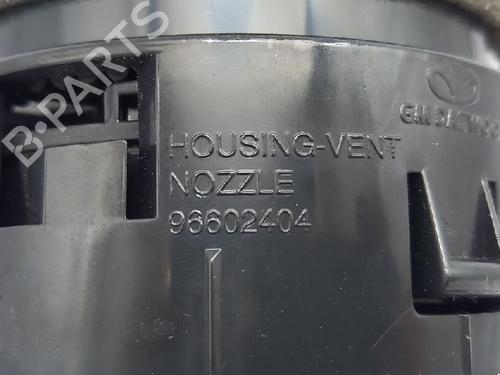 B-PARTS
GM DAEWOO
HOUSING-VENT
NOZZLE
96602404